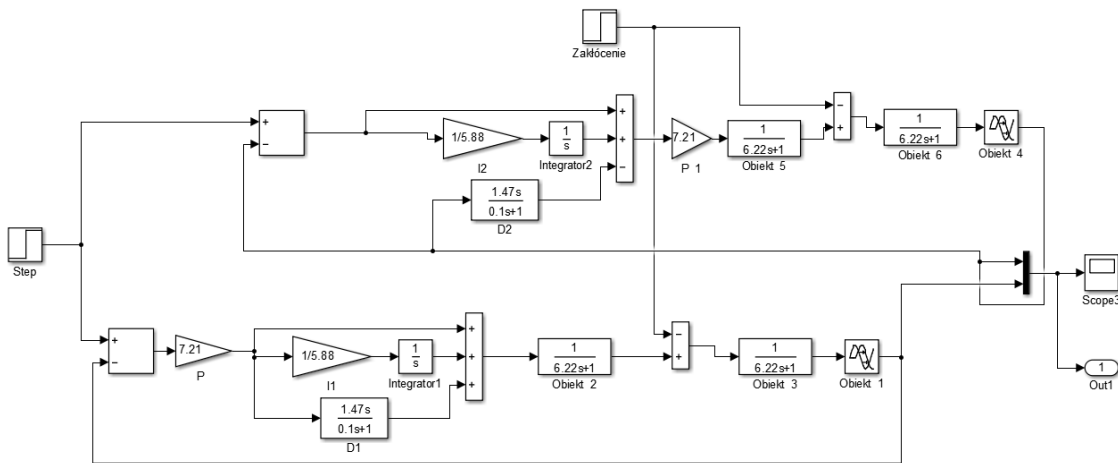 Zakłócenie
+
−
1/5.88
I2
1
s
Integrator2
+
+
−
7.21
P_1
1
6.22s+1
Obiekt 5
−
+
1
6.22s+1
Obiekt 6
Obiekt 4
1.47s
0.1s+1
D2
Step
Scope3
+
−
7.21
P
1/5.88
I1
1
s
Integrator1
+
+
+
1
6.22s+1
Obiekt 2
−
+
1
6.22s+1
Obiekt 3
Obiekt 1
1
Out1
1.47s
0.1s+1
D1